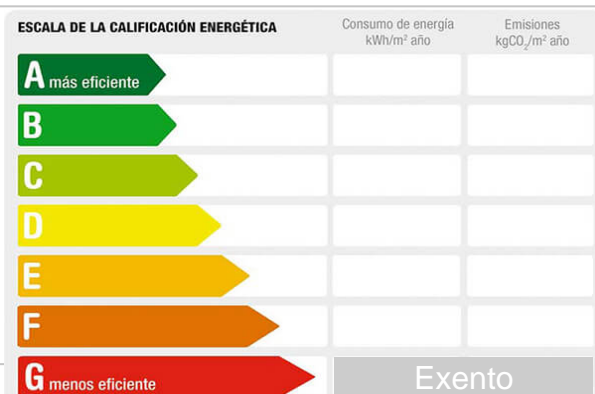 ESCALA DE LA CALIFICACIÓN ENERGÉTICA
Consumo de energía
kWh/m² año
Emisiones
kgCO₂/m² año
A más eficiente
B
C
D
E
F
G menos eficiente
Exento